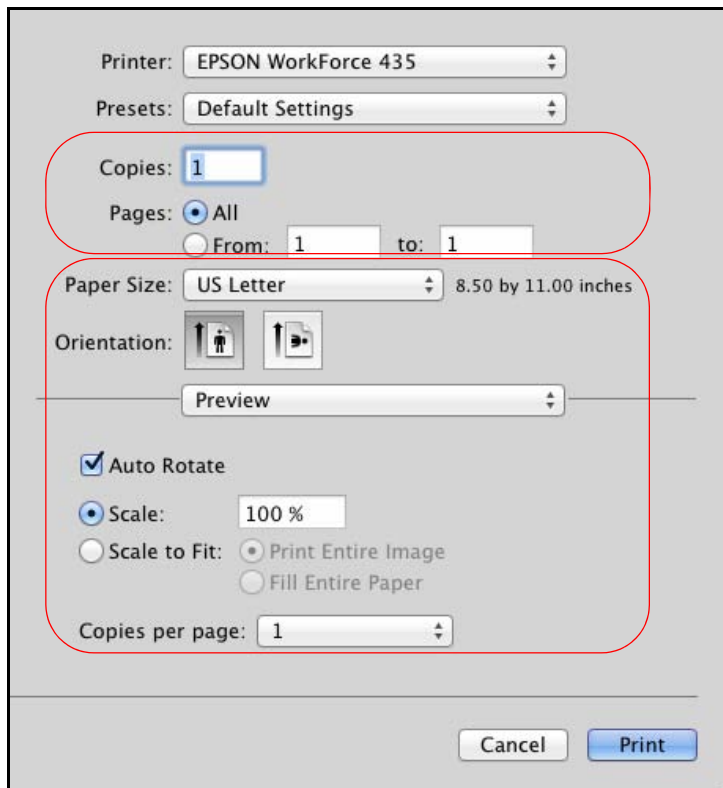 Printer: EPSON WorkForce 435
Presets: Default Settings
Copies: 1
Pages: All
From: 1 to: 1
Paper Size: US Letter 8.50 by 11.00 inches
Orientation:
Preview
Auto Rotate
Scale: 100 %
Scale to Fit: Print Entire Image
Fill Entire Paper
Copies per page: 1
Cancel Print